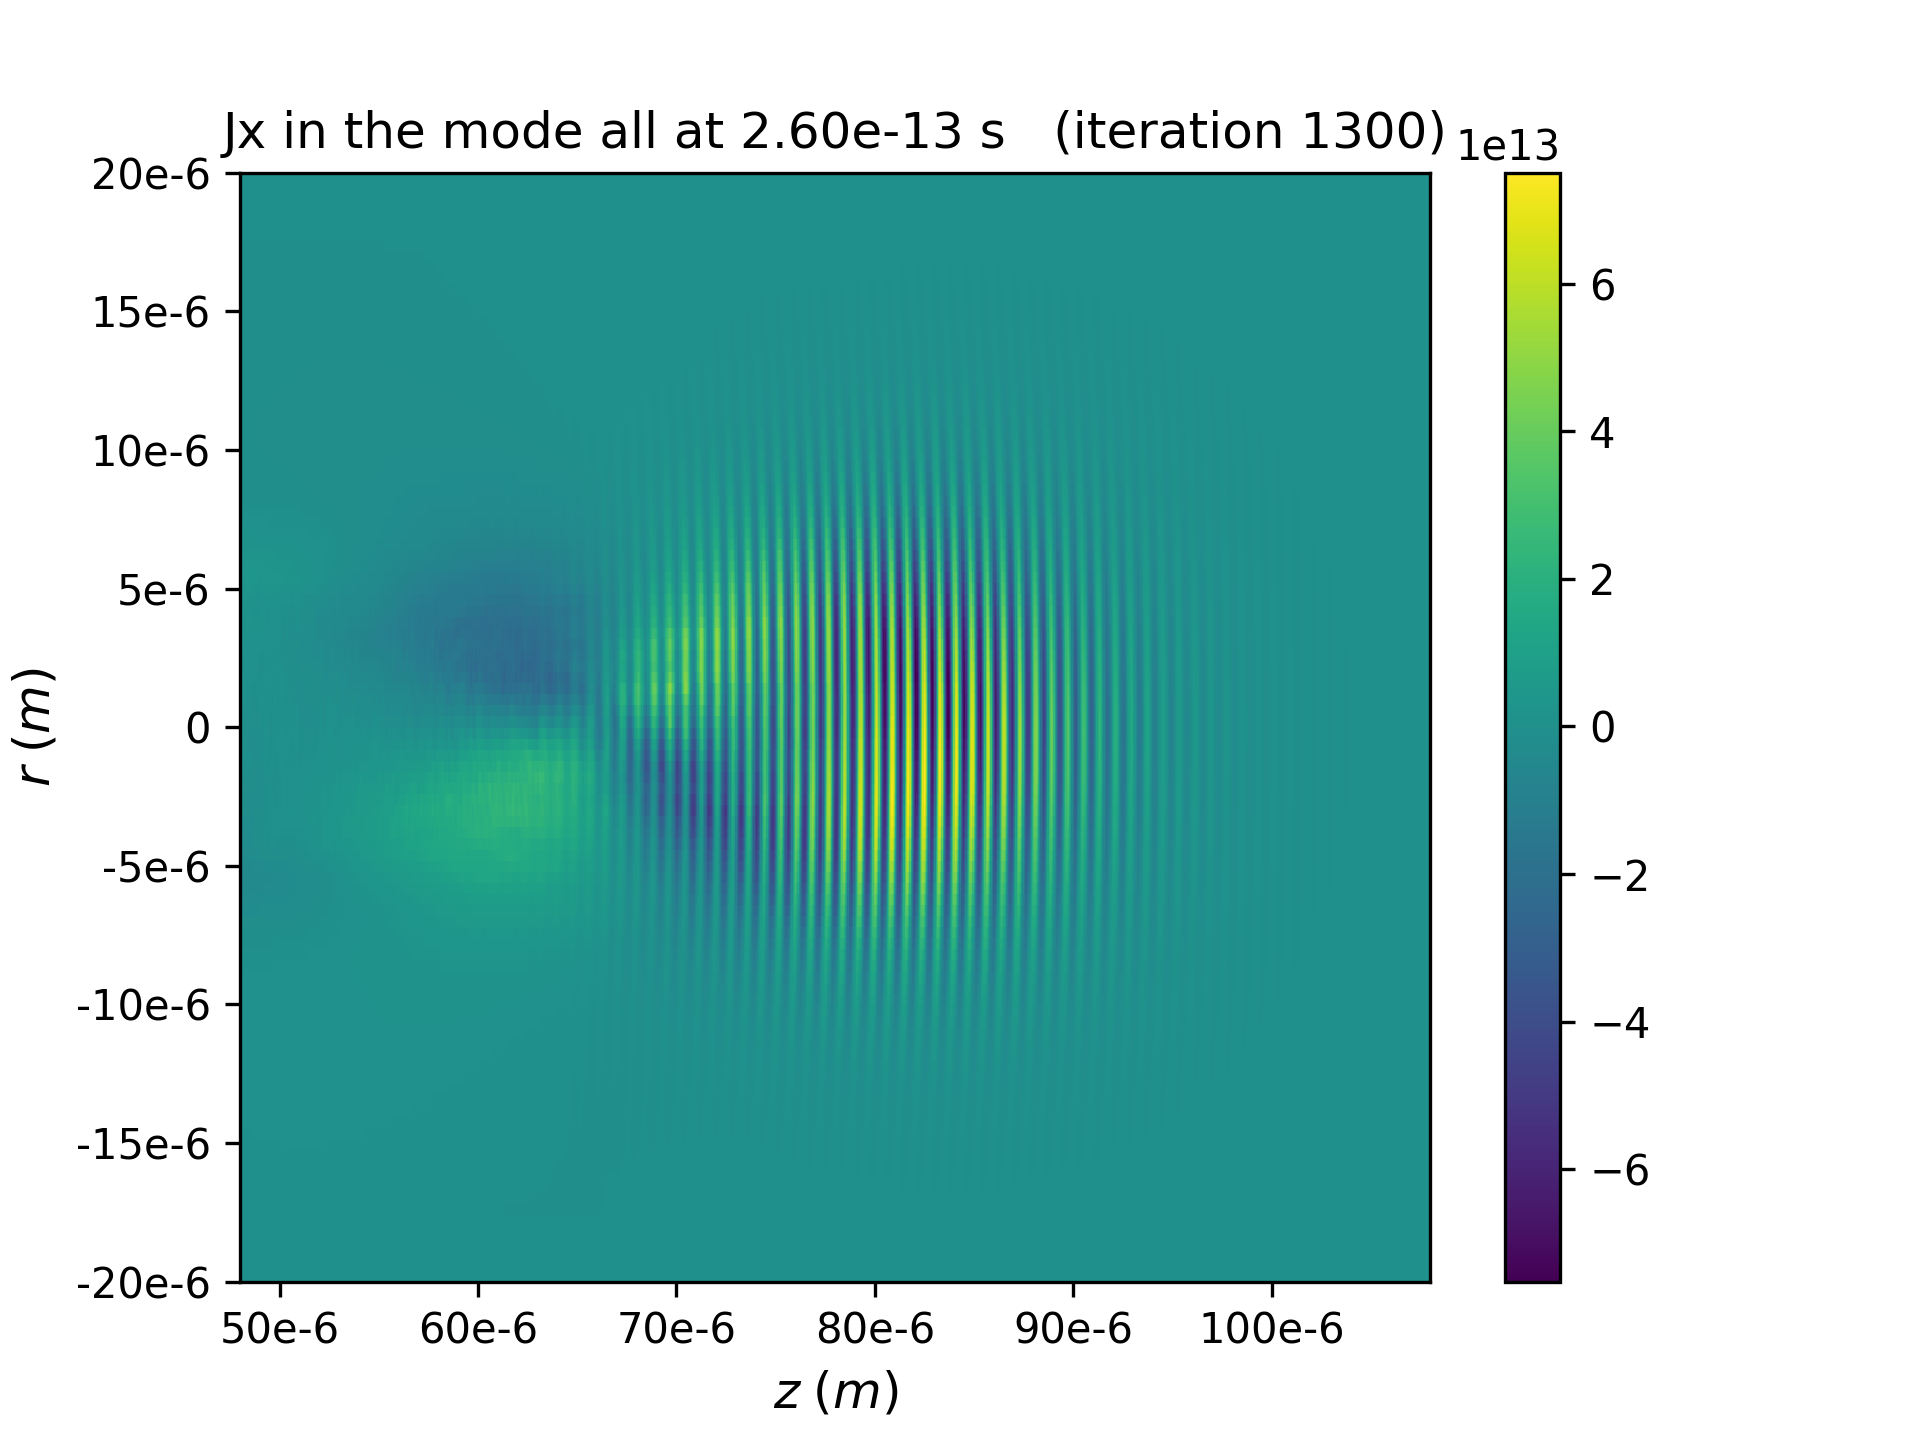 Jx in the mode all at 2.60e-13 s (iteration 1300)
1e13
20e-6
15e-6
10e-6
5e-6
0
-5e-6
-10e-6
-15e-6
-20e-6
r (m)
50e-6 60e-6 70e-6 80e-6 90e-6 100e-6
z (m)
6
4
2
0
−2
−4
−6